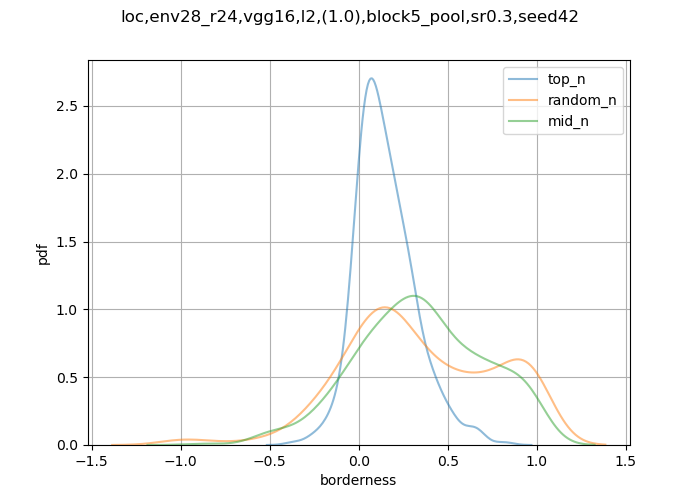 loc,env28_r24,vgg16,l2,(1.0),block5_pool,sr0.3,seed42
top_n
random_n
mid_n
pdf
2.5
2.0
1.5
1.0
0.5
0.0
−1.5 −1.0 −0.5 0.0 0.5 1.0 1.5
borderness